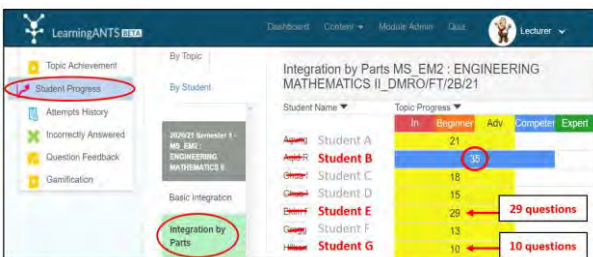 LearningANTS BETA
Dashboard Content Module Admin Quiz Lecturer
Topic Achievement
Student Progress
Attempts History
Incorrectly Answered
Question Feedback
Gamification
By Topic
By Student
2020/21 Semester 1 -
MS_EM2 :
ENGINEERING
MATHEMATICS II
Basic Integration
Integration by
Parts
Integration by Parts MS_EM2 : ENGINEERING
MATHEMATICS II_DMRO/FT/2B/21
Student Name ▼ Topic Progress ▼
In Beginner Adv Competer Expert
Student A 21
Student B 35
Student C 18
Student D 15
Student E 29 29 questions
Student F 13
Student G 10 10 questions